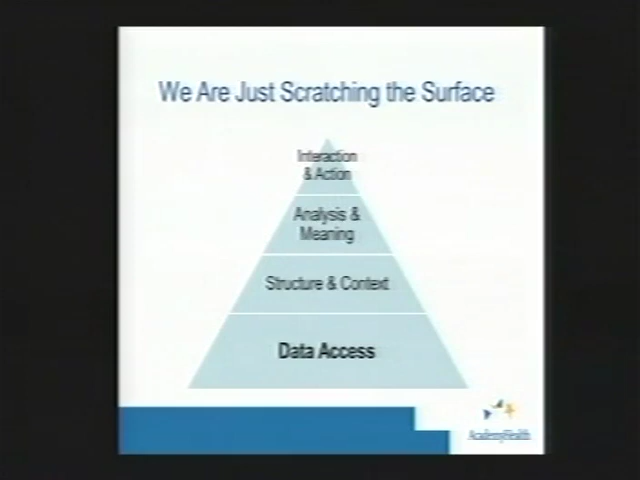 We Are Just Scratching the Surface
Interaction
& Action
Analysis &
Meaning
Structure & Context
Data Access
AcademyHealth